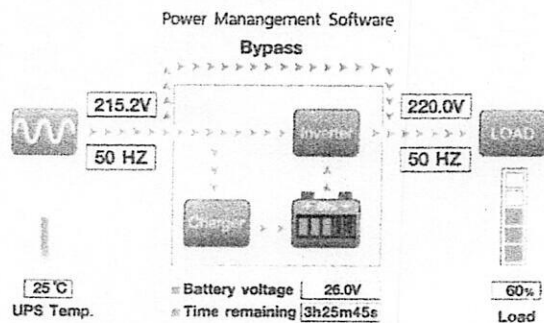 Power Manangement Software
Bypass
215.2V
220.0V
Inverter
LOAD
50 HZ
50 HZ
Charger
25℃
Battery voltage 26.0V
60%
UPS Temp.
Time remaining 3h25m45s
Load